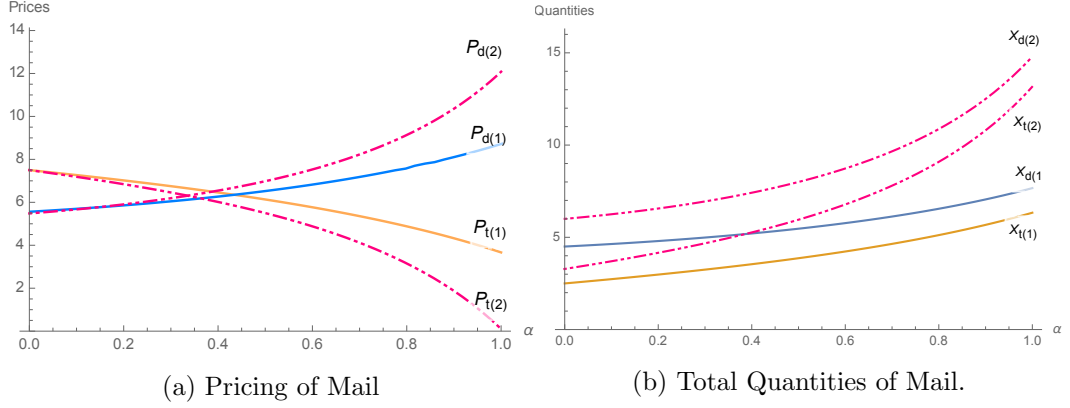 Prices
14
12
10
8
6
4
2
0.0 0.2 0.4 0.6 0.8 1.0 α
Pd(2)
Pd(1)
Pt(1)
Pt(2)
(a) Pricing of Mail
Quantities
15
10
5
0.0 0.2 0.4 0.6 0.8 1.0 α
xd(2)
xt(2)
xd(1
xt(1)
(b) Total Quantities of Mail.